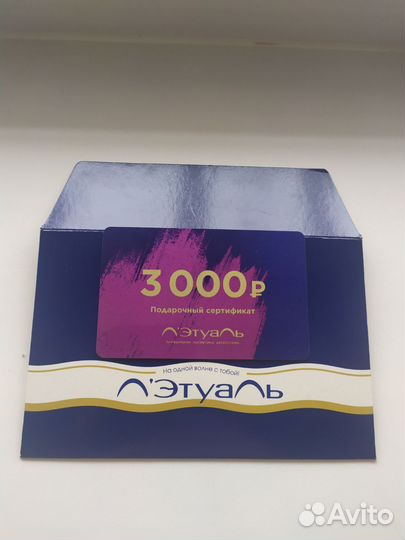 3 000 ₽
Подарочный сертификат
Л'Этуаль
На одной волне с тобой!
Л'Этуаль
Avito